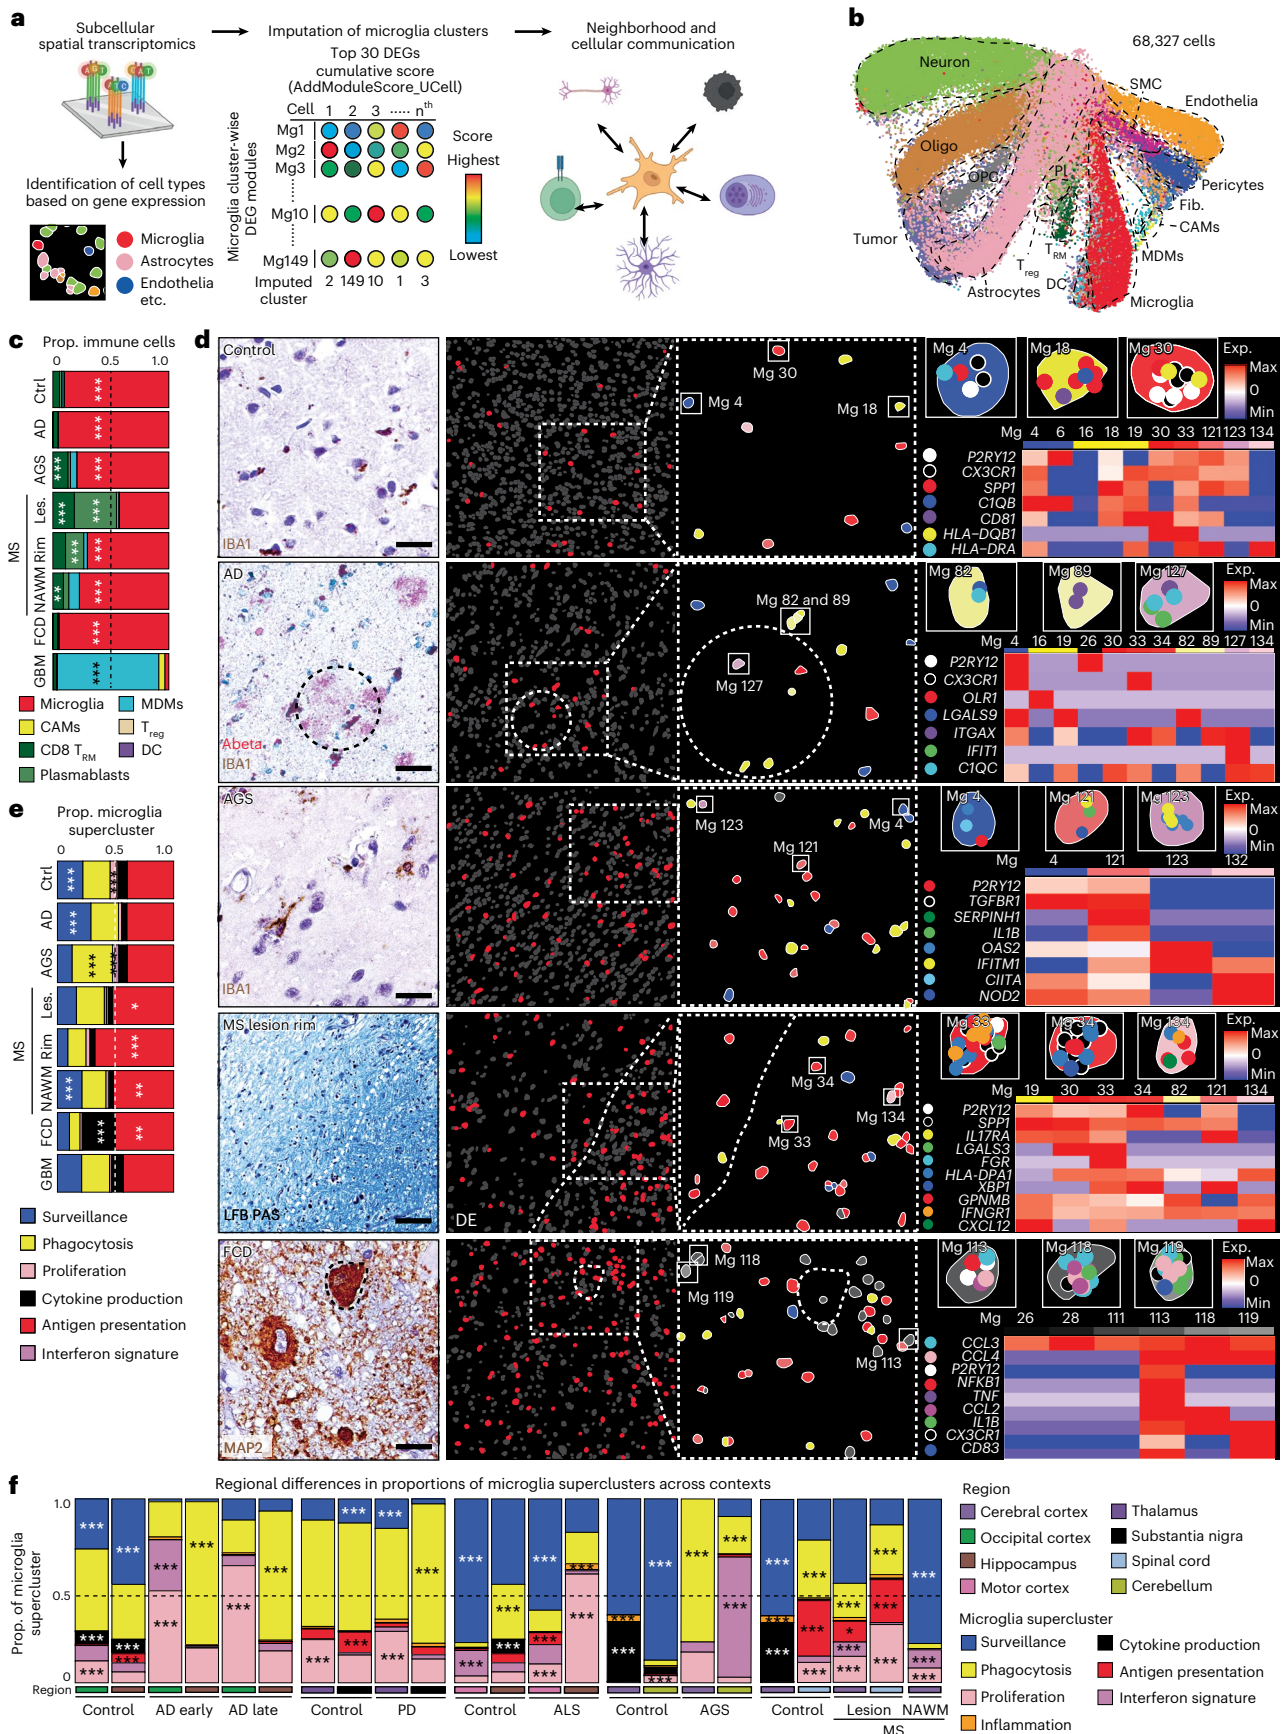 a
Subcellular
spatial transcriptomics
Imputation of microglia clusters
Neighborhood and
cellular communication
Top 30 DEGs
cumulative score
(AddModuleScore_UCell)
Cell 1 2 3 ..... nth
Microglia cluster-wise
DEG modules
Mg1
Mg2
Mg3
Mg10
Mg149
Imputed
cluster
2 149 10 1 3
Score
Highest
Lowest
Identification of cell types
based on gene expression
Microglia
Astrocytes
Endothelia
etc.
b
68,327 cells
Neuron
SMC
Endothelia
Oligo
OPC
Pl
Pericytes
Fib.
CAMs
MDMs
Tumor
Treg
TRM
DC
Astrocytes
Microglia
c
Prop. immune cells
0 0.5 1.0
Ctrl
AD
AGS
MS
Les.
Rim
NAWM
FCD
GBM
Microglia
MDMs
CAMs
Treg
CD8 TRM
DC
Plasmablasts
d
Control
IBA1
Mg 30
Mg 4
Mg 18
Mg 4
Mg 18
Mg 30
Exp.
Max
0
Min
Mg 4 6 16 18 19 30 33 121 123 134
P2RY12
CX3CR1
SPP1
C1QB
CD81
HLA–DQB1
HLA–DRA
AD
Abeta
IBA1
Mg 82 and 89
Mg 127
Mg 82
Mg 89
Mg 127
Mg 4 16 19 26 30 33 34 82 89 127 134
P2RY12
CX3CR1
OLR1
LGALS9
ITGAX
IFIT1
C1QC
AGS
IBA1
Mg 123
Mg 4
Mg 121
Mg 4
Mg 121
Mg 123
Exp.
Max
0
Min
Mg 4 121 123 132
P2RY12
TGFBR1
SERPINH1
IL1B
OAS2
IFITM1
CIITA
NOD2
MS lesion rim
LFB PAS
DE
Mg 34
Mg 134
Mg 33
Mg 33
Mg 34
Mg 134
Exp.
Max
0
Min
Mg 19 30 33 34 82 121 134
P2RY12
SPP1
IL17RA
LGALS3
FGR
HLA-DPA1
XBP1
GPNMB
IFNGR1
CXCL12
FCD
MAP2
Mg 118
Mg 119
Mg 113
Mg 113
Mg 118
Mg 119
Exp.
Max
0
Min
Mg 26 28 111 113 118 119
CCL3
CCL4
P2RY12
NFKB1
TNF
CCL2
IL1B
CX3CR1
CD83
e
Prop. microglia
supercluster
0 0.5 1.0
Ctrl
AD
AGS
MS
Les.
Rim
NAWM
FCD
GBM
Surveillance
Phagocytosis
Proliferation
Cytokine production
Antigen presentation
Interferon signature
f
Regional differences in proportions of microglia superclusters across contexts
Prop. of microglia
supercluster
1.0
0.5
0
Region
Control AD early AD late Control PD Control ALS Control AGS Control Lesion NAWM
MS
Region
Cerebral cortex
Thalamus
Occipital cortex
Substantia nigra
Hippocampus
Spinal cord
Motor cortex
Cerebellum
Microglia supercluster
Surveillance
Cytokine production
Phagocytosis
Antigen presentation
Proliferation
Interferon signature
Inflammation